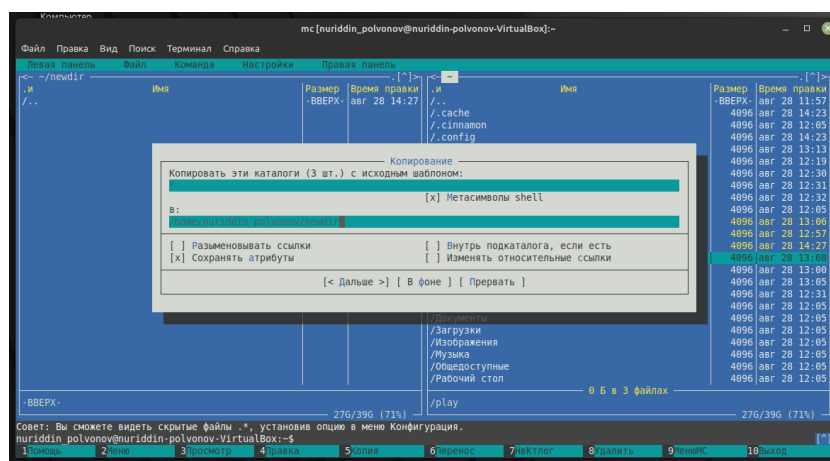 Компьютер
mc [nuriddin_polvonov@nuriddin-polvonov-VirtualBox]:~
Файл Правка Вид Поиск Терминал Справка
Левая панель Файл Команда Настройки Правая панель
<— ~/newdir .[^]> <— ~ .[^]>
.и Имя Размер Время правки .и Имя Размер Время правки
/.. -ВВЕРХ- авг 28 14:27 /.. -ВВЕРХ- авг 28 11:57
/.cache 4096 авг 28 14:23
/.cinnamon 4096 авг 28 12:05
/.config 4096 авг 28 14:23
4096 авг 28 13:13
Копирование 4096 авг 28 12:19
Копировать эти каталоги (3 шт.) с исходным шаблоном: 4096 авг 28 12:30
* 4096 авг 28 12:31
[x] Метасимволы shell 4096 авг 28 12:32
в: 4096 авг 28 12:05
/home/nuriddin_polvonov/newdir 4096 авг 28 13:06
4096 авг 28 12:57
[ ] Разыменовывать ссылки [ ] Внутрь подкаталога, если есть 4096 авг 28 14:27
[x] Сохранять атрибуты [ ] Изменять относительные ссылки 4096 авг 28 13:08
4096 авг 28 13:00
[< Дальше >] [ В фоне ] [ Прервать ] 4096 авг 28 13:05
4096 авг 28 12:31
4096 авг 28 12:05
/Документы 4096 авг 28 12:05
/Загрузки 4096 авг 28 12:05
/Изображения 4096 авг 28 12:05
/Музыка 4096 авг 28 12:05
/Общедоступные 4096 авг 28 12:05
/Рабочий стол 4096 авг 28 12:05
0 Б в 3 файлах
-ВВЕРХ- /play
27G/39G (71%) 27G/39G (71%)
Совет: Вы сможете видеть скрытые файлы .*, установив опцию в меню Конфигурация.
nuriddin_polvonov@nuriddin-polvonov-VirtualBox:~$ [^]
1Помощь 2Меню 3Просмотр 4Правка 5Копия 6Перенос 7НвКтлог 8Удалить 9МенюМС 10Выход